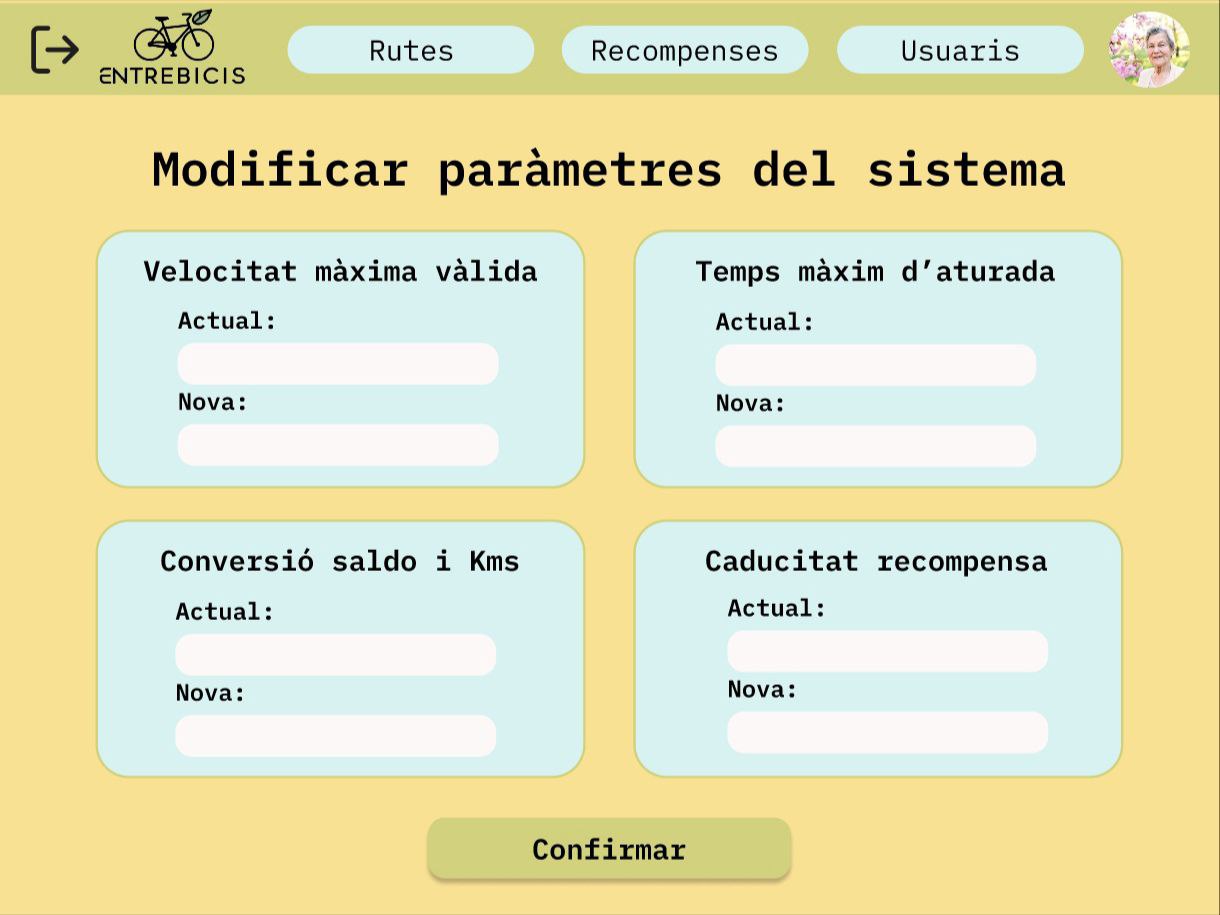 ENTREBICIS
Rutes
Recompenses
Usuaris
Modificar paràmetres del sistema
Velocitat màxima vàlida
Actual:
Nova:
Temps màxim d’aturada
Actual:
Nova:
Conversió saldo i Kms
Actual:
Nova:
Caducitat recompensa
Actual:
Nova:
Confirmar